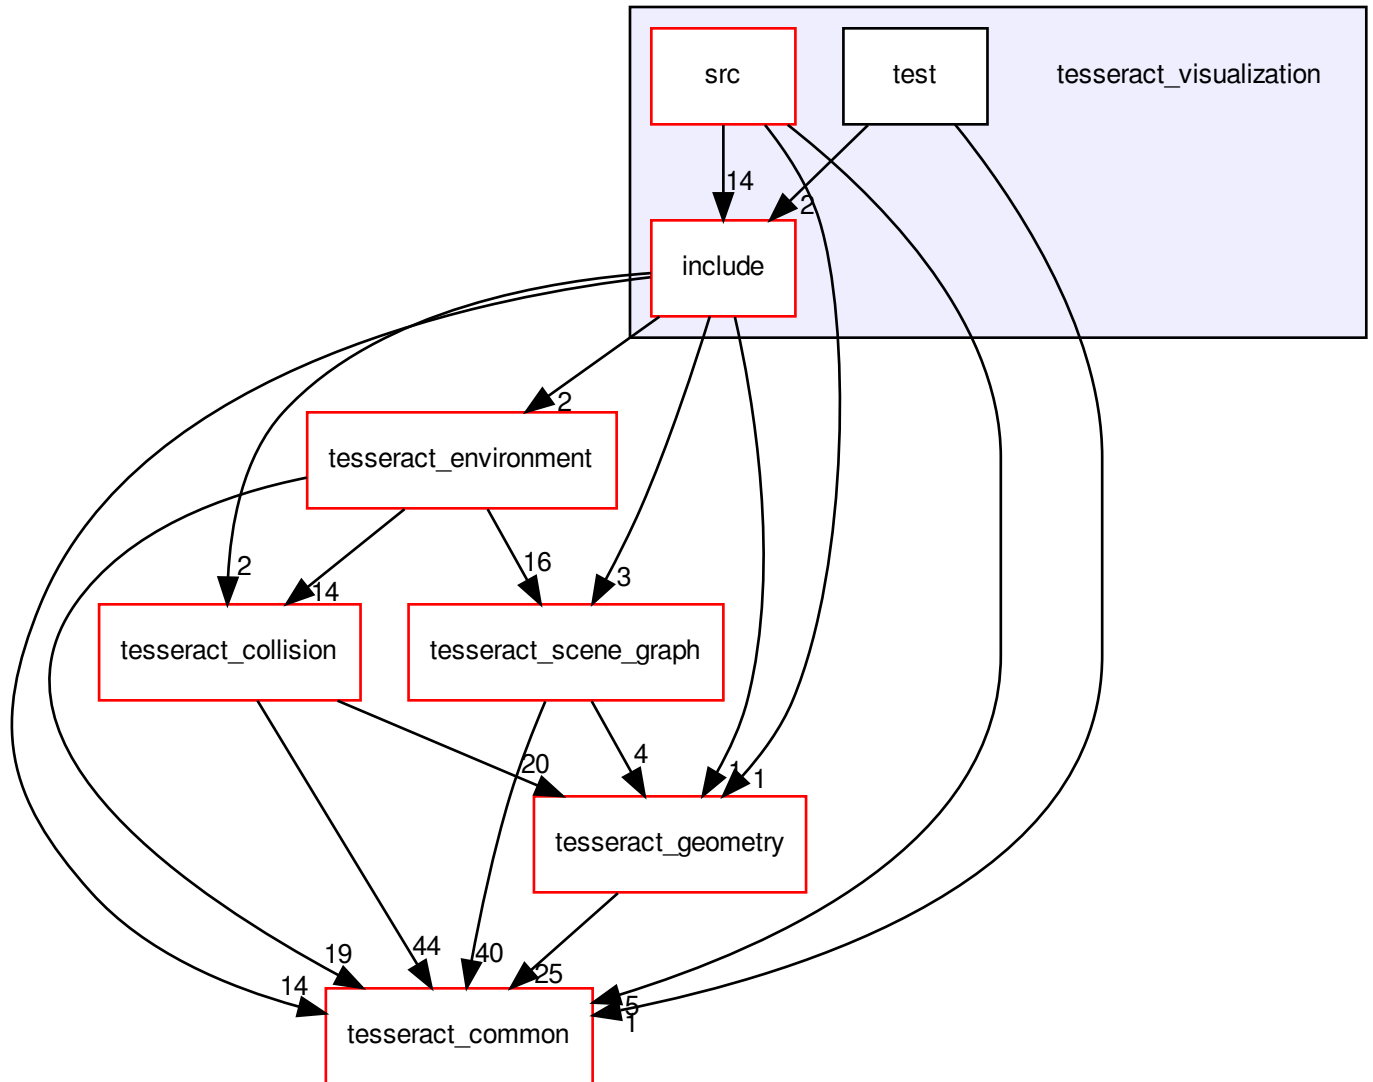 src
test
tesseract_visualization
14
2
include
2
tesseract_environment
16
2
3
14
tesseract_collision
tesseract_scene_graph
4
20
1
1
tesseract_geometry
44
19
40
25
14
5
1
tesseract_common